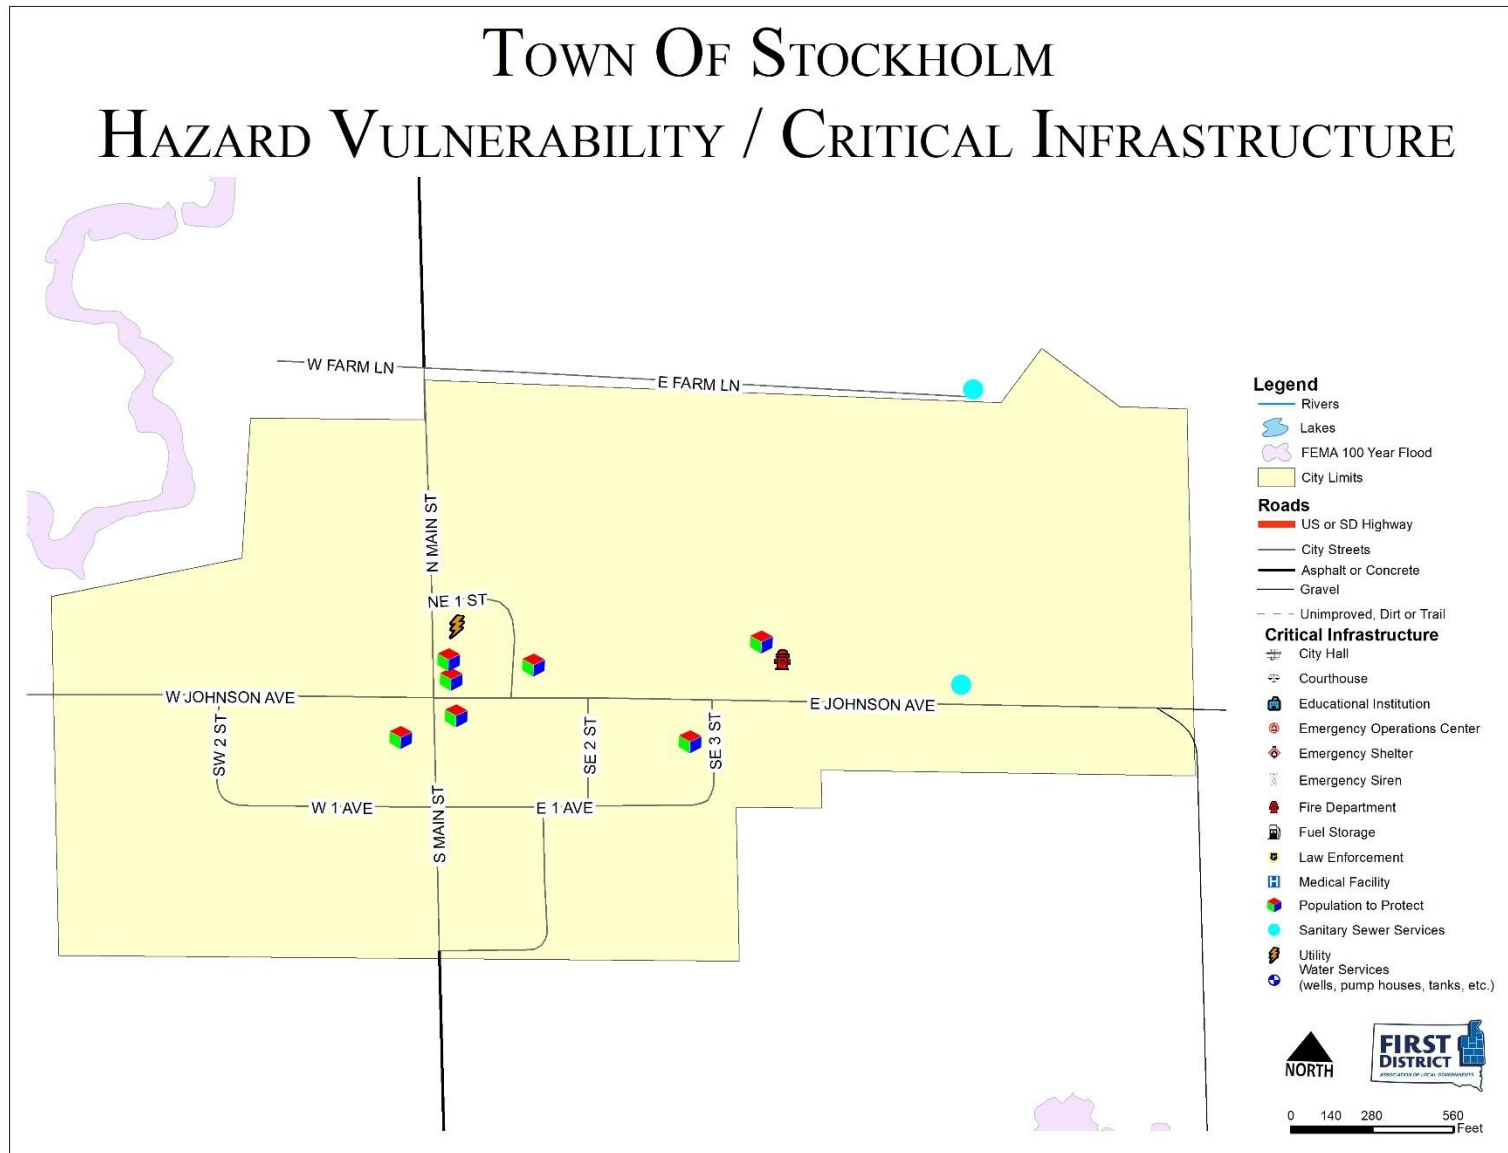 TOWN OF STOCKHOLM
HAZARD VULNERABILITY / CRITICAL INFRASTRUCTURE
W FARM LN
E FARM LN
N MAIN ST
NE 1 ST
W JOHNSON AVE
E JOHNSON AVE
SW 2 ST
SE 2 ST
SE 3 ST
W 1 AVE
E 1 AVE
S MAIN ST
Legend
Rivers
Lakes
FEMA 100 Year Flood
City Limits
Roads
US or SD Highway
City Streets
Asphalt or Concrete
Gravel
Unimproved, Dirt or Trail
Critical Infrastructure
City Hall
Courthouse
Educational Institution
Emergency Operations Center
Emergency Shelter
Emergency Siren
Fire Department
Fuel Storage
Law Enforcement
Medical Facility
Population to Protect
Sanitary Sewer Services
Utility
Water Services
(wells, pump houses, tanks, etc.)
NORTH
FIRST
DISTRICT
ASSOCIATION OF LOCAL GOVERNMENTS
0 140 280 560
Feet